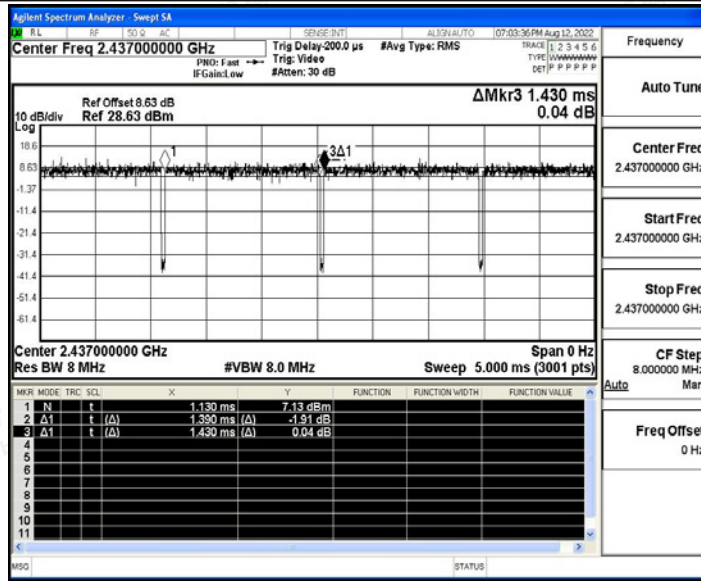 Agilent Spectrum Analyzer - Swept SA
RL RF 50 Ω AC SENSE:INT ALIGN AUTO 07:03:36 PM Aug 12, 2022
Center Freq 2.437000000 GHz
PNO: Fast
IFGain:Low
Trig Delay-200.0 µs
Trig: Video
#Atten: 30 dB
#Avg Type: RMS
TRACE 1 2 3 4 5 6
TYPE WWWWWW
DET P P P P P P
ΔMkr3 1.430 ms
0.04 dB
Ref Offset 8.63 dB
10 dB/div Ref 28.63 dBm
Log
18.6
8.63
-1.37
-11.4
-21.4
-31.4
-41.4
-51.4
-61.4
1
3Δ1
Center 2.437000000 GHz Span 0 Hz
Res BW 8 MHz #VBW 8.0 MHz Sweep 5.000 ms (3001 pts)
MKR MODE TRC SCL X Y FUNCTION FUNCTION WIDTH FUNCTION VALUE
1 N t 1.130 ms 7.13 dBm
2 Δ1 t (Δ) 1.390 ms (Δ) -1.91 dB
3 Δ1 t (Δ) 1.430 ms (Δ) 0.04 dB
4
5
6
7
8
9
10
11
MSG STATUS
Frequency
Auto Tune
Center Freq
2.437000000 GHz
Start Freq
2.437000000 GHz
Stop Freq
2.437000000 GHz
CF Step
8.000000 MHz
Auto Man
Freq Offset
0 Hz